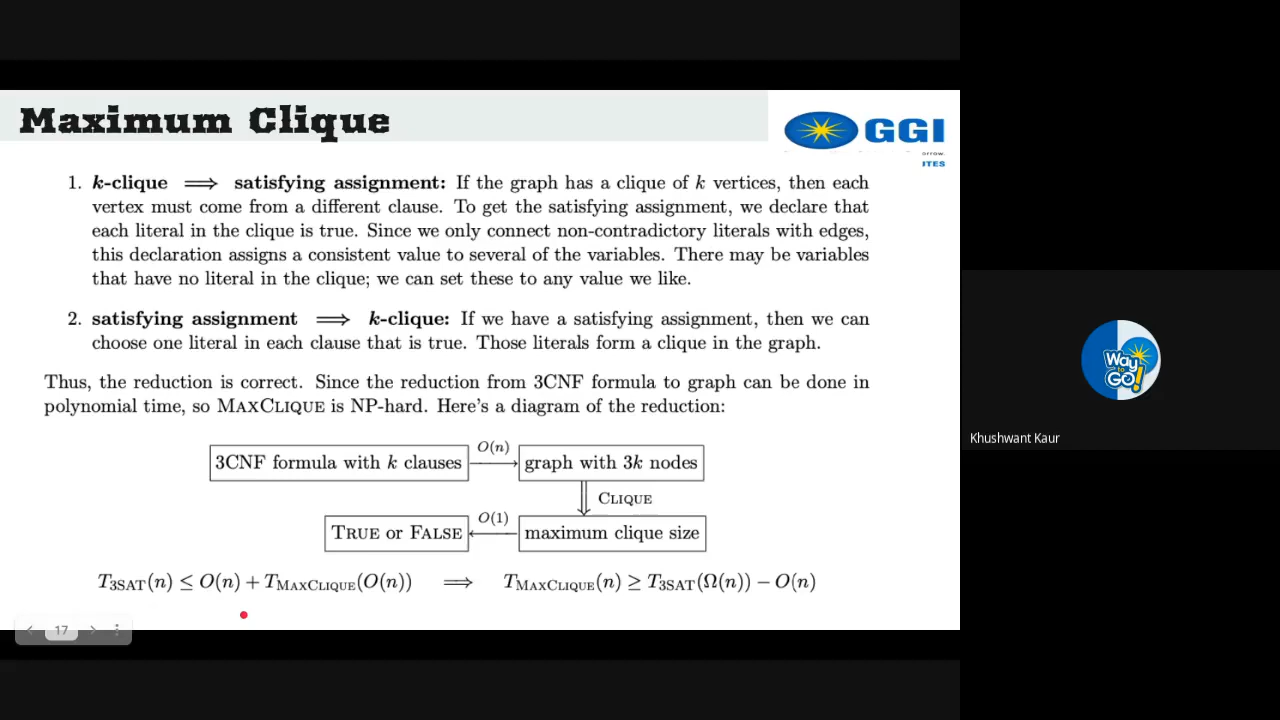 Maximum Clique
GGI
orrow.
ITES
1. k-clique ⟹ satisfying assignment: If the graph has a clique of k vertices, then each
vertex must come from a different clause. To get the satisfying assignment, we declare that
each literal in the clique is true. Since we only connect non-contradictory literals with edges,
this declaration assigns a consistent value to several of the variables. There may be variables
that have no literal in the clique; we can set these to any value we like.
2. satisfying assignment ⟹ k-clique: If we have a satisfying assignment, then we can
choose one literal in each clause that is true. Those literals form a clique in the graph.
Thus, the reduction is correct. Since the reduction from 3CNF formula to graph can be done in
polynomial time, so MAXCLIQUE is NP-hard. Here's a diagram of the reduction:
3CNF formula with k clauses O(n) graph with 3k nodes
CLIQUE
TRUE or FALSE O(1) maximum clique size
T3SAT(n) ≤ O(n) + TMAXCLIQUE(O(n)) ⟹ TMAXCLIQUE(n) ≥ T3SAT(Ω(n)) − O(n)
17
Way
to
GO!
Khushwant Kaur